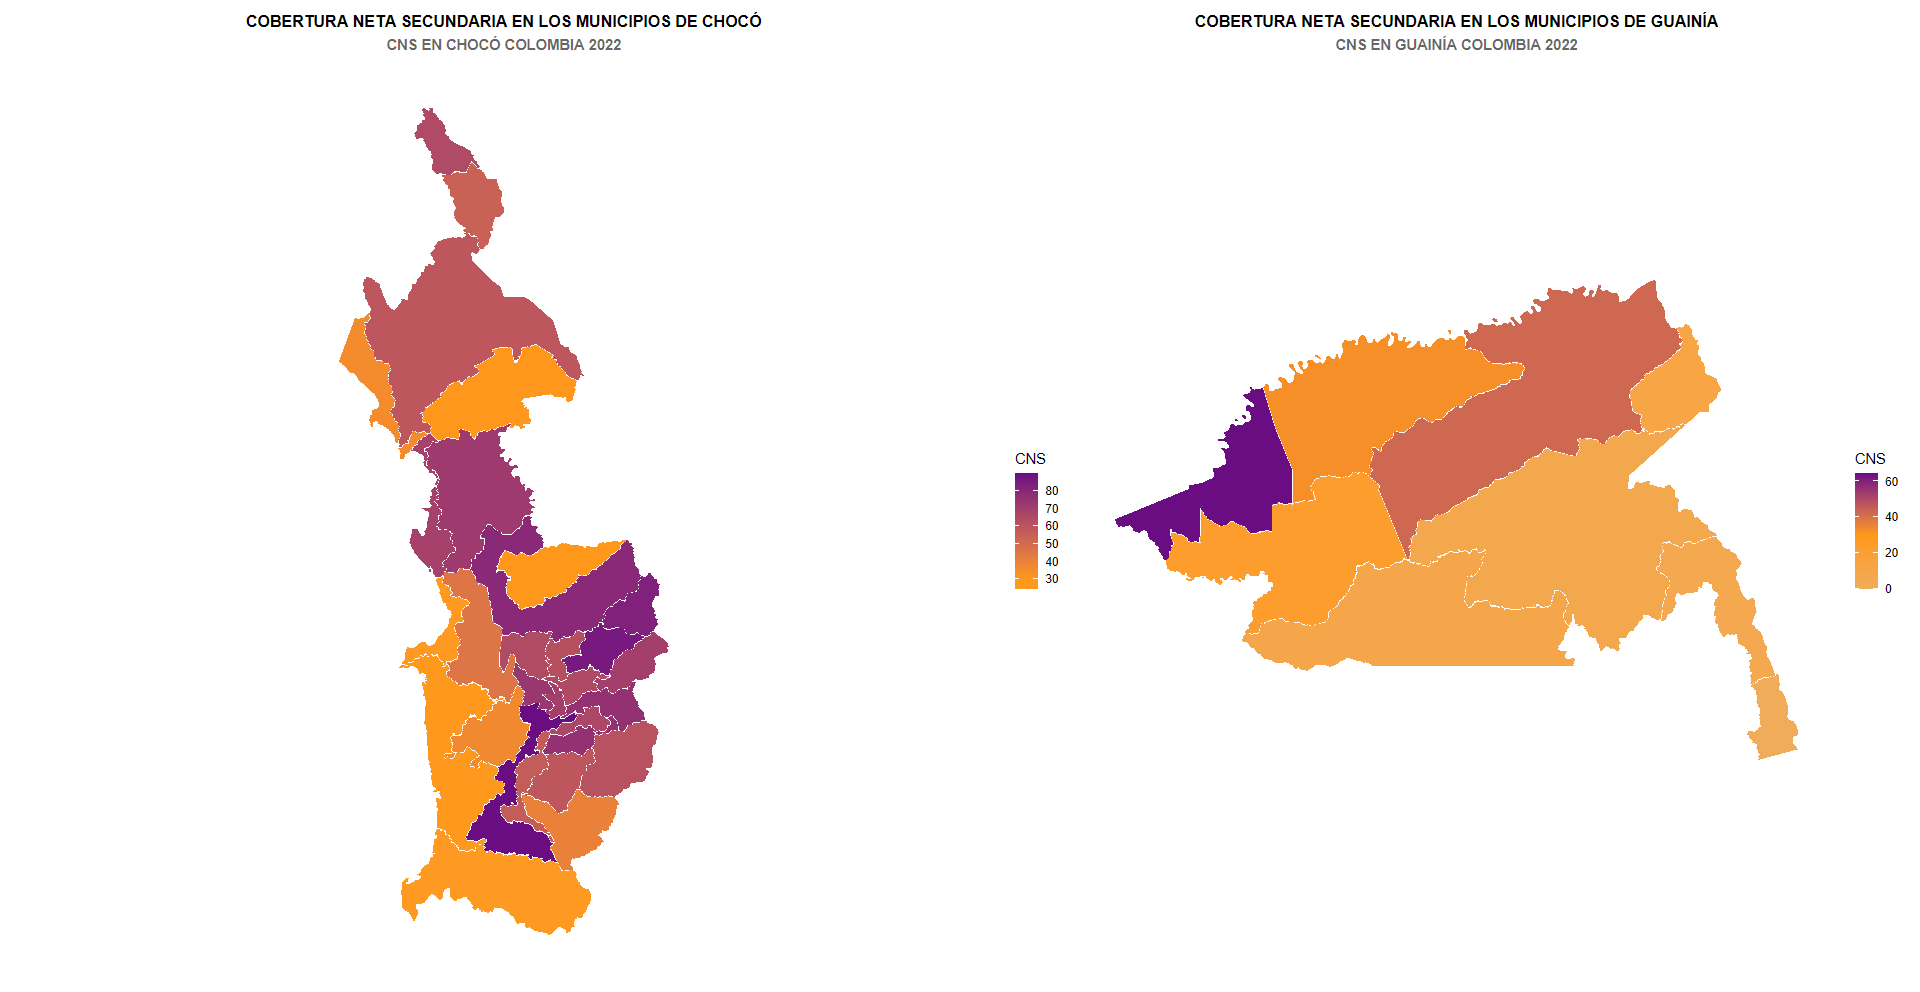 COBERTURA NETA SECUNDARIA EN LOS MUNICIPIOS DE CHOCÓ
CNS EN CHOCÓ COLOMBIA 2022
CNS
80
70
60
50
40
30
COBERTURA NETA SECUNDARIA EN LOS MUNICIPIOS DE GUAINÍA
CNS EN GUAINÍA COLOMBIA 2022
CNS
60
40
20
0